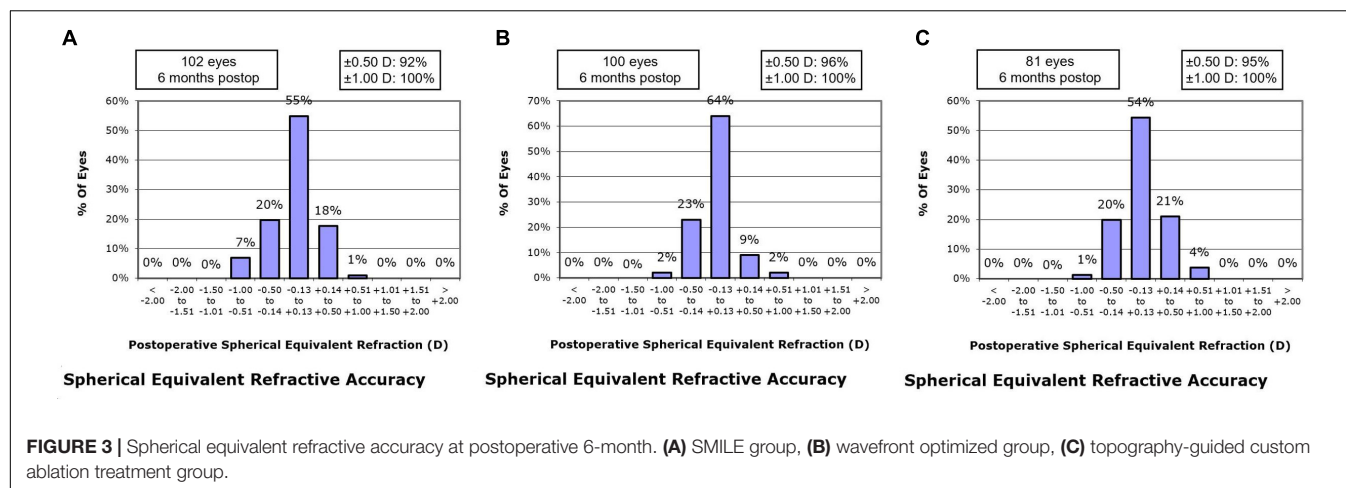 A
102 eyes
6 months postop
±0.50 D: 92%
±1.00 D: 100%
% Of Eyes
60%
50%
40%
30%
20%
10%
0%
0% 0% 0% 7% 20% 55% 18% 1% 0% 0% 0%
< -2.00 -1.50 -1.00 -0.50 -0.13 +0.14 +0.51 +1.01 +1.51 >
-2.00 to to to to to to to to to +2.00
-1.51 -1.01 -0.51 -0.14 +0.13 +0.50 +1.00 +1.50 +2.00
Postoperative Spherical Equivalent Refraction (D)
Spherical Equivalent Refractive Accuracy
B
100 eyes
6 months postop
±0.50 D: 96%
±1.00 D: 100%
% Of Eyes
70%
60%
50%
40%
30%
20%
10%
0%
0% 0% 0% 2% 23% 64% 9% 2% 0% 0% 0%
< -2.00 -1.50 -1.00 -0.50 -0.13 +0.14 +0.51 +1.01 +1.51 >
-2.00 to to to to to to to to to +2.00
-1.51 -1.01 -0.51 -0.14 +0.13 +0.50 +1.00 +1.50 +2.00
Postoperative Spherical Equivalent Refraction (D)
Spherical Equivalent Refractive Accuracy
C
81 eyes
6 months postop
±0.50 D: 95%
±1.00 D: 100%
% Of Eyes
60%
50%
40%
30%
20%
10%
0%
0% 0% 0% 1% 20% 54% 21% 4% 0% 0% 0%
< -2.00 -1.50 -1.00 -0.50 -0.13 +0.14 +0.51 +1.01 +1.51 >
-2.00 to to to to to to to to to +2.00
-1.51 -1.01 -0.51 -0.14 +0.13 +0.50 +1.00 +1.50 +2.00
Postoperative Spherical Equivalent Refraction (D)
Spherical Equivalent Refractive Accuracy
FIGURE 3 | Spherical equivalent refractive accuracy at postoperative 6-month. (A) SMILE group, (B) wavefront optimized group, (C) topography-guided custom
ablation treatment group.